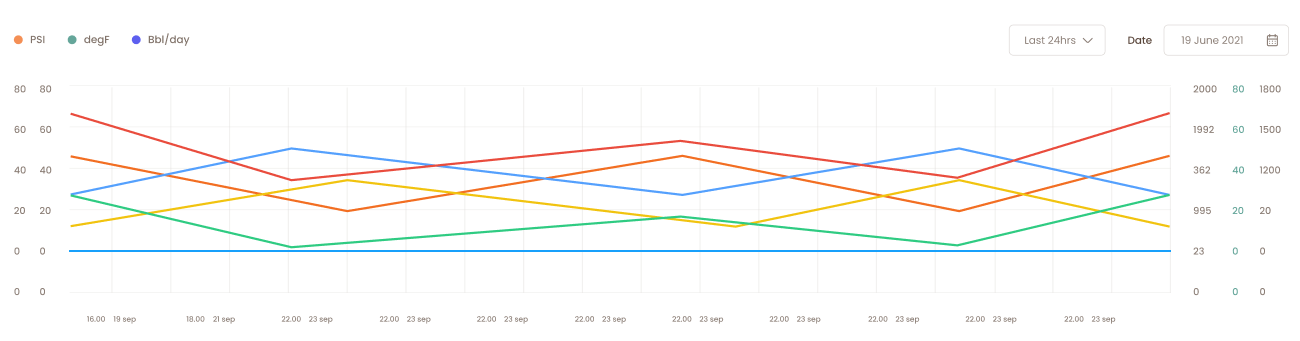 PSI degF Bbl/day Last 24hrs Date 19 June 2021
80 80 2000 80 1800
60 60 1992 60 1500
40 40 362 40 1200
20 20 995 20 20
0 0 23 0 0
0 0 0 0 0
16.00 19 sep 18.00 21 sep 22.00 23 sep 22.00 23 sep 22.00 23 sep 22.00 23 sep 22.00 23 sep 22.00 23 sep 22.00 23 sep 22.00 23 sep 22.00 23 sep